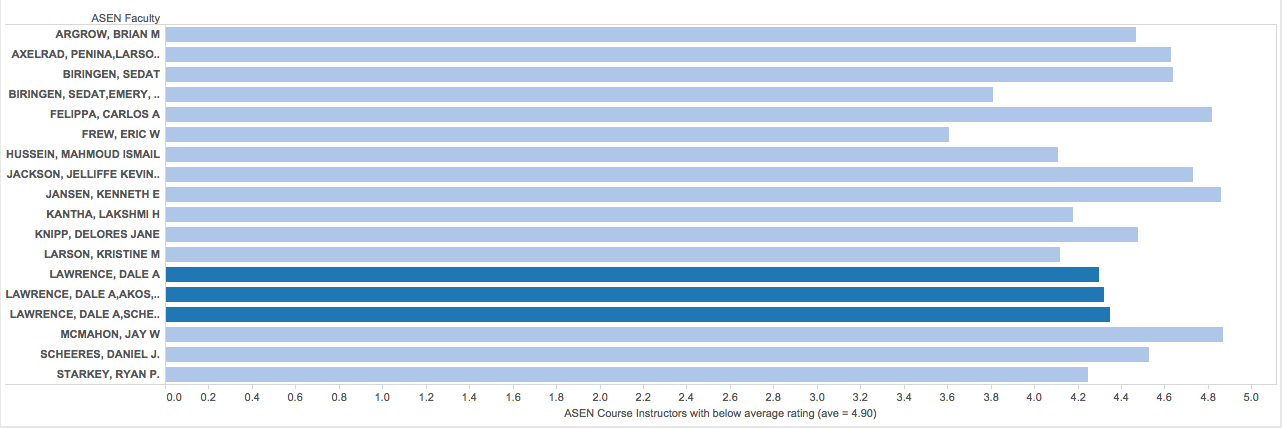 ASEN Faculty
ARGROW, BRIAN M
AXELRAD, PENINA,LARSO..
BIRINGEN, SEDAT
BIRINGEN, SEDAT,EMERY, ..
FELIPPA, CARLOS A
FREW, ERIC W
HUSSEIN, MAHMOUD ISMAIL
JACKSON, JELLIFFE KEVIN..
JANSEN, KENNETH E
KANTHA, LAKSHMI H
KNIPP, DELORES JANE
LARSON, KRISTINE M
LAWRENCE, DALE A
LAWRENCE, DALE A,AKOS,..
LAWRENCE, DALE A,SCHE..
MCMAHON, JAY W
SCHEERES, DANIEL J.
STARKEY, RYAN P.
0.0 0.2 0.4 0.6 0.8 1.0 1.2 1.4 1.6 1.8 2.0 2.2 2.4 2.6 2.8 3.0 3.2 3.4 3.6 3.8 4.0 4.2 4.4 4.6 4.8 5.0
ASEN Course Instructors with below average rating (ave = 4.90)